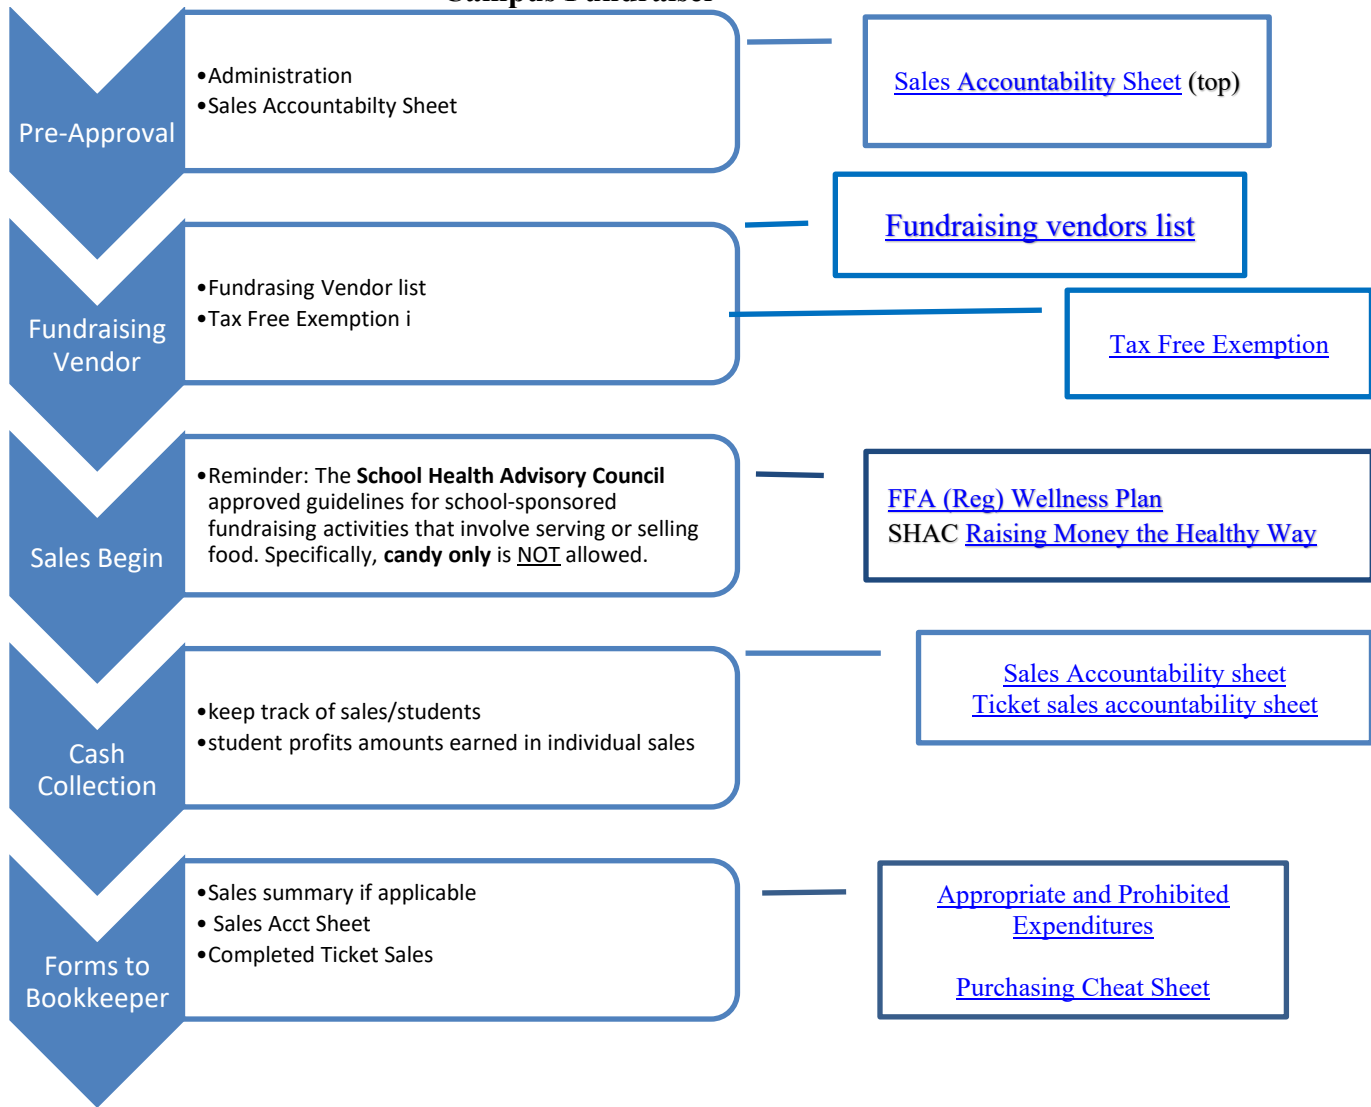 Campus Fundraiser
Pre-Approval
•Administration
•Sales Accountabilty Sheet
Sales Accountability Sheet (top)
Fundraising
Vendor
•Fundrasing Vendor list
•Tax Free Exemption i
Fundraising vendors list
Tax Free Exemption
Sales Begin
•Reminder: The School Health Advisory Council
approved guidelines for school-sponsored
fundraising activities that involve serving or selling
food. Specifically, candy only is NOT allowed.
FFA (Reg) Wellness Plan
SHAC Raising Money the Healthy Way
Cash
Collection
•keep track of sales/students
•student profits amounts earned in individual sales
Sales Accountability sheet
Ticket sales accountability sheet
Forms to
Bookkeeper
•Sales summary if applicable
• Sales Acct Sheet
•Completed Ticket Sales
Appropriate and Prohibited
Expenditures
Purchasing Cheat Sheet